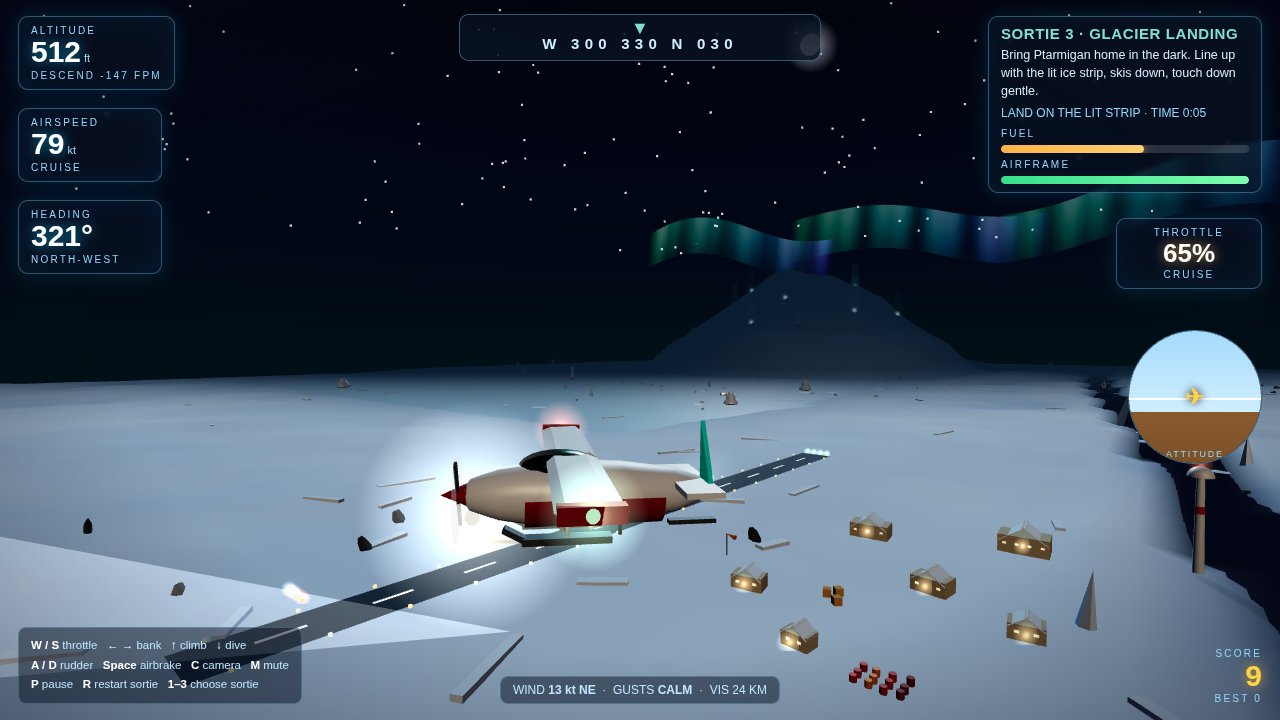 ALTITUDE
512 ft
DESCEND -147 FPM
AIRSPEED
79 kt
CRUISE
HEADING
321°
NORTH-WEST
▼
W 300 330 N 030
SORTIE 3 · GLACIER LANDING
Bring Ptarmigan home in the dark. Line up
with the lit ice strip, skis down, touch down
gentle.
LAND ON THE LIT STRIP · TIME 0:05
FUEL
AIRFRAME
THROTTLE
65%
CRUISE
ATTITUDE
W / S throttle ← → bank ↑ climb ↓ dive
A / D rudder Space airbrake C camera M mute
P pause R restart sortie 1–3 choose sortie
WIND 13 kt NE · GUSTS CALM · VIS 24 KM
SCORE
9
BEST 0